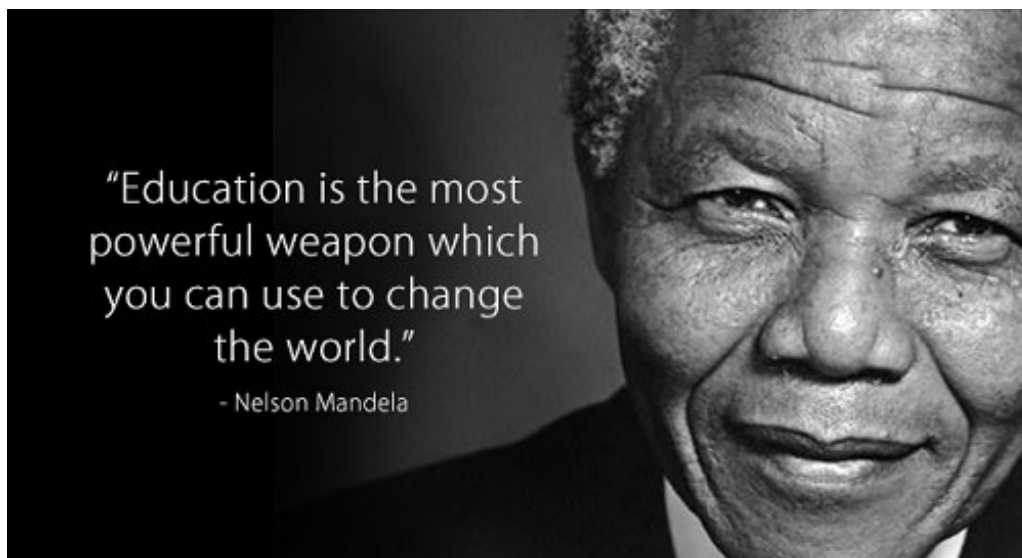 “Education is the most
powerful weapon which
you can use to change
the world.”
- Nelson Mandela